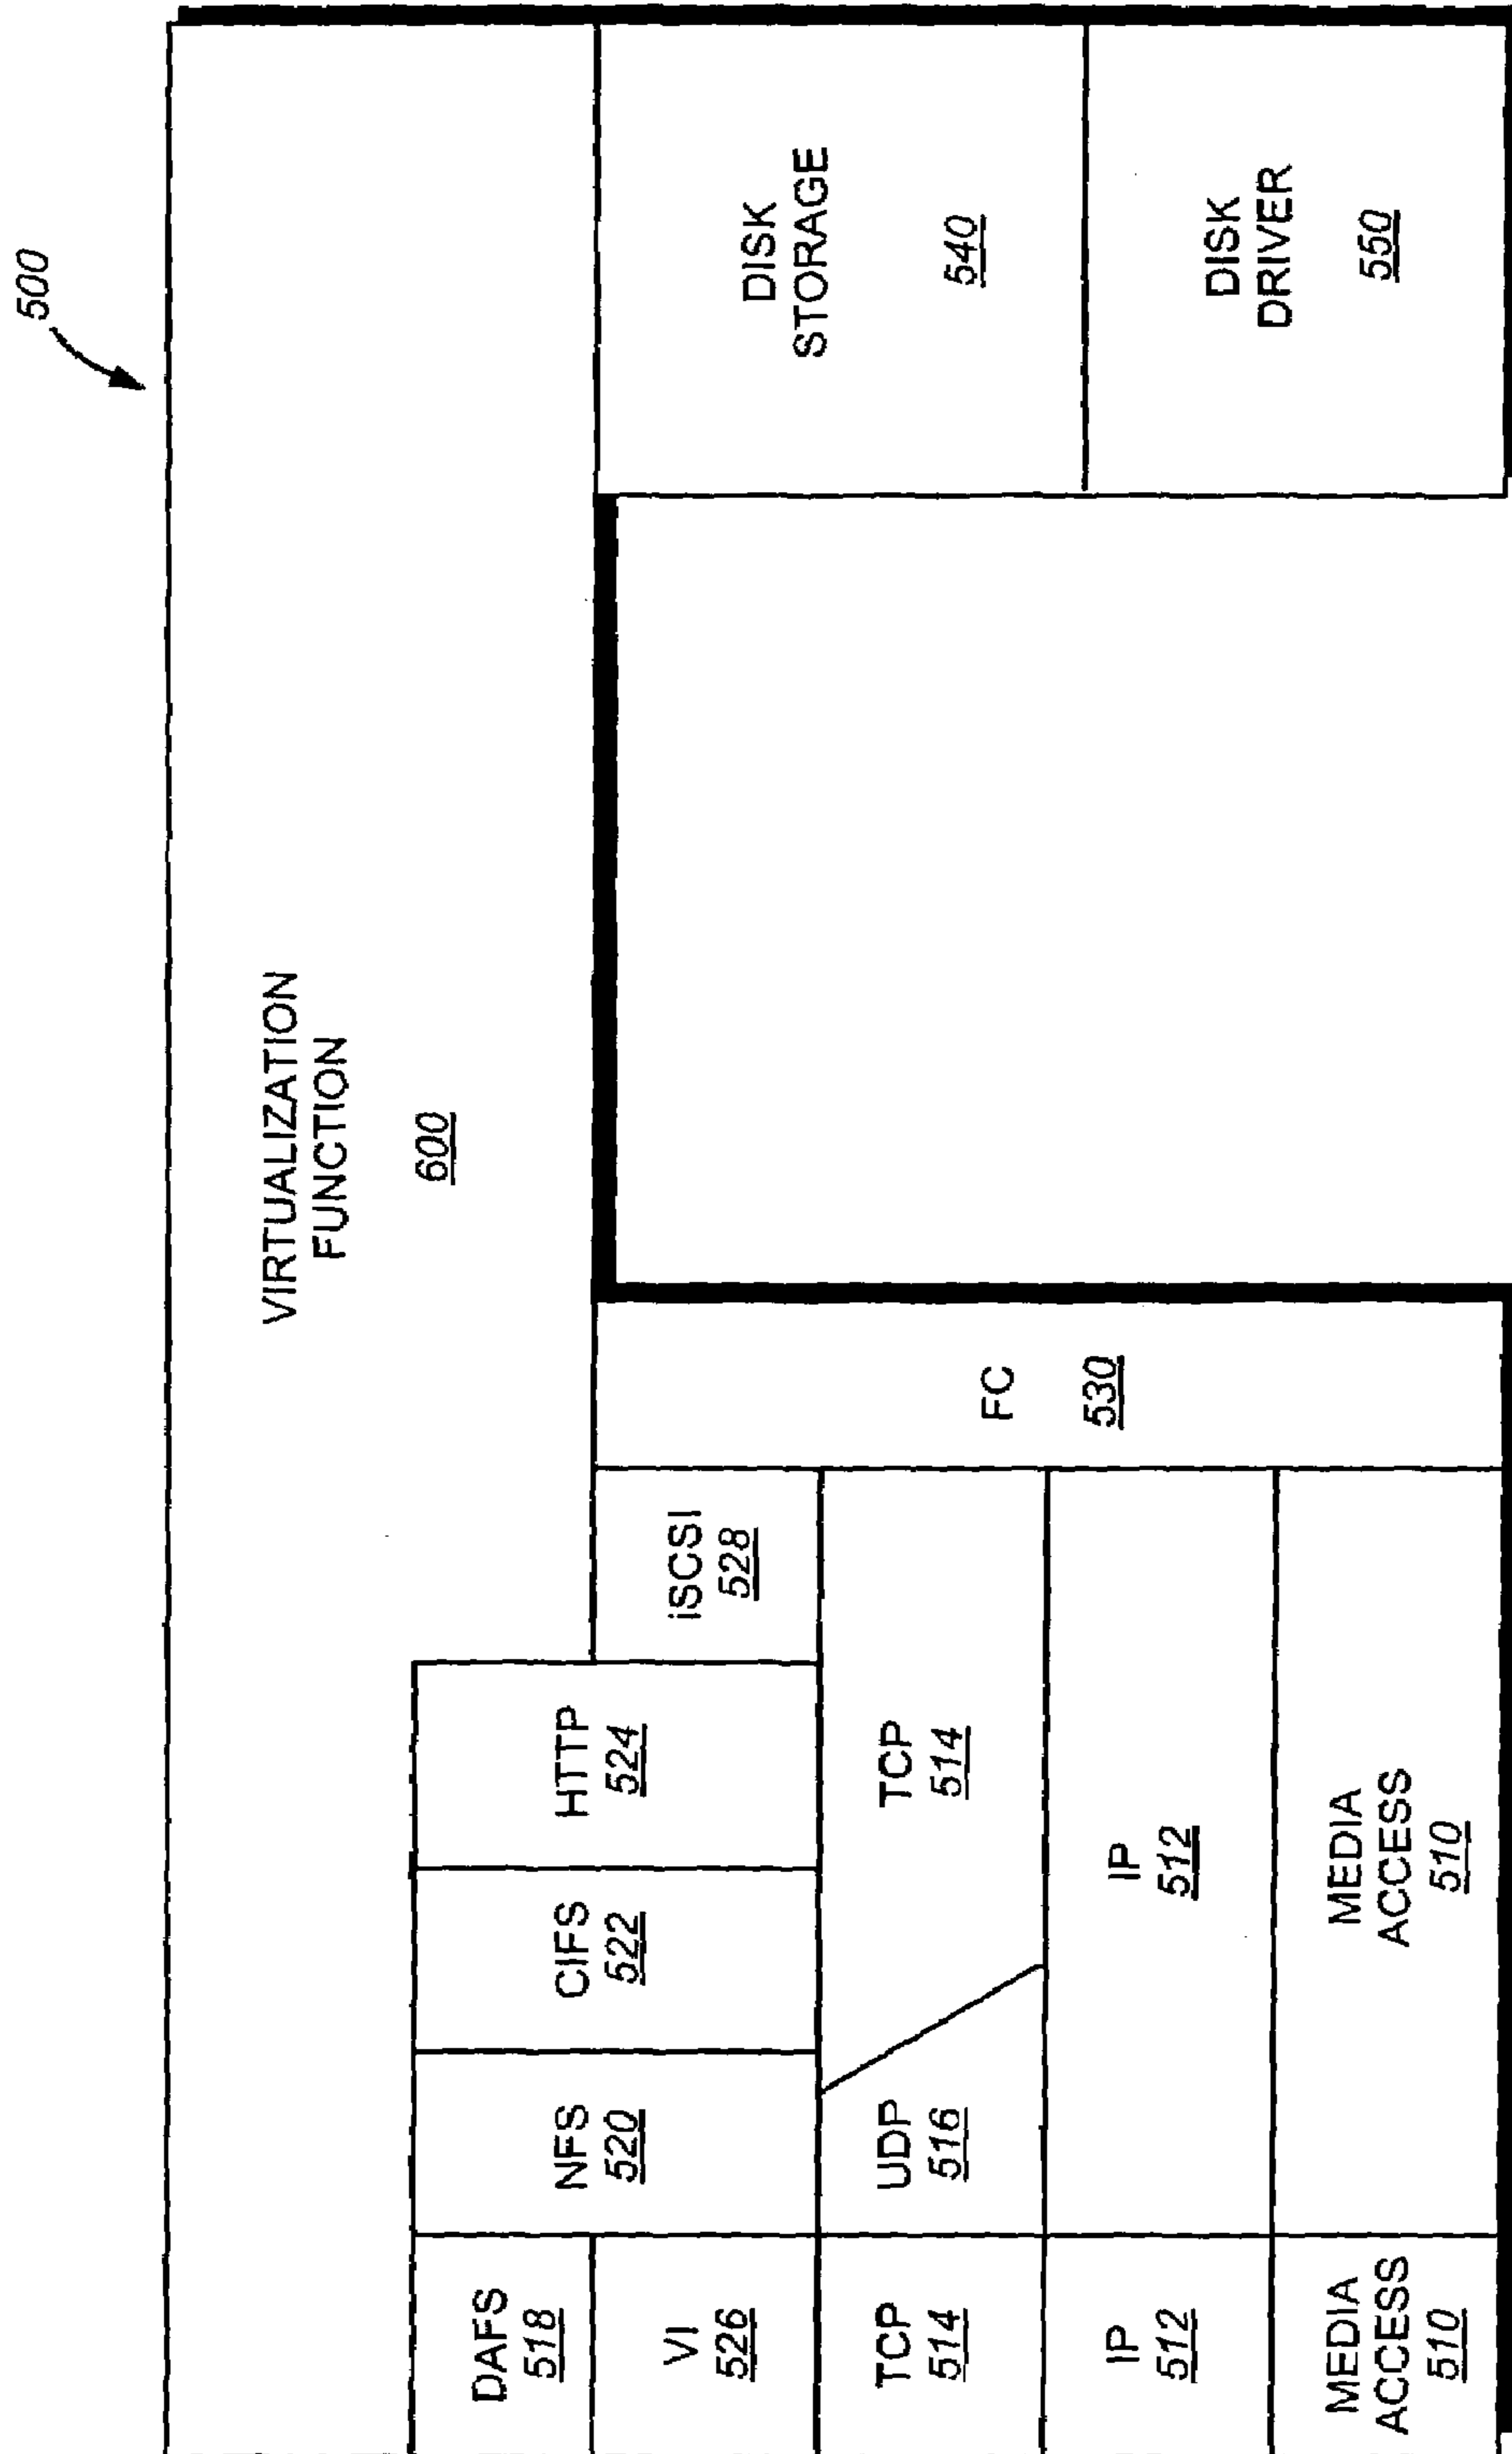 500
VIRTUALIZATION
FUNCTION
600
DAFS
518
VI
526
TCP
514
IP
512
MEDIA
ACCESS
510
NFS
520
CIFS
522
HTTP
524
iSCSI
528
UDP
516
TCP
514
IP
512
MEDIA
ACCESS
510
FC
530
DISK
STORAGE
540
DISK
DRIVER
550